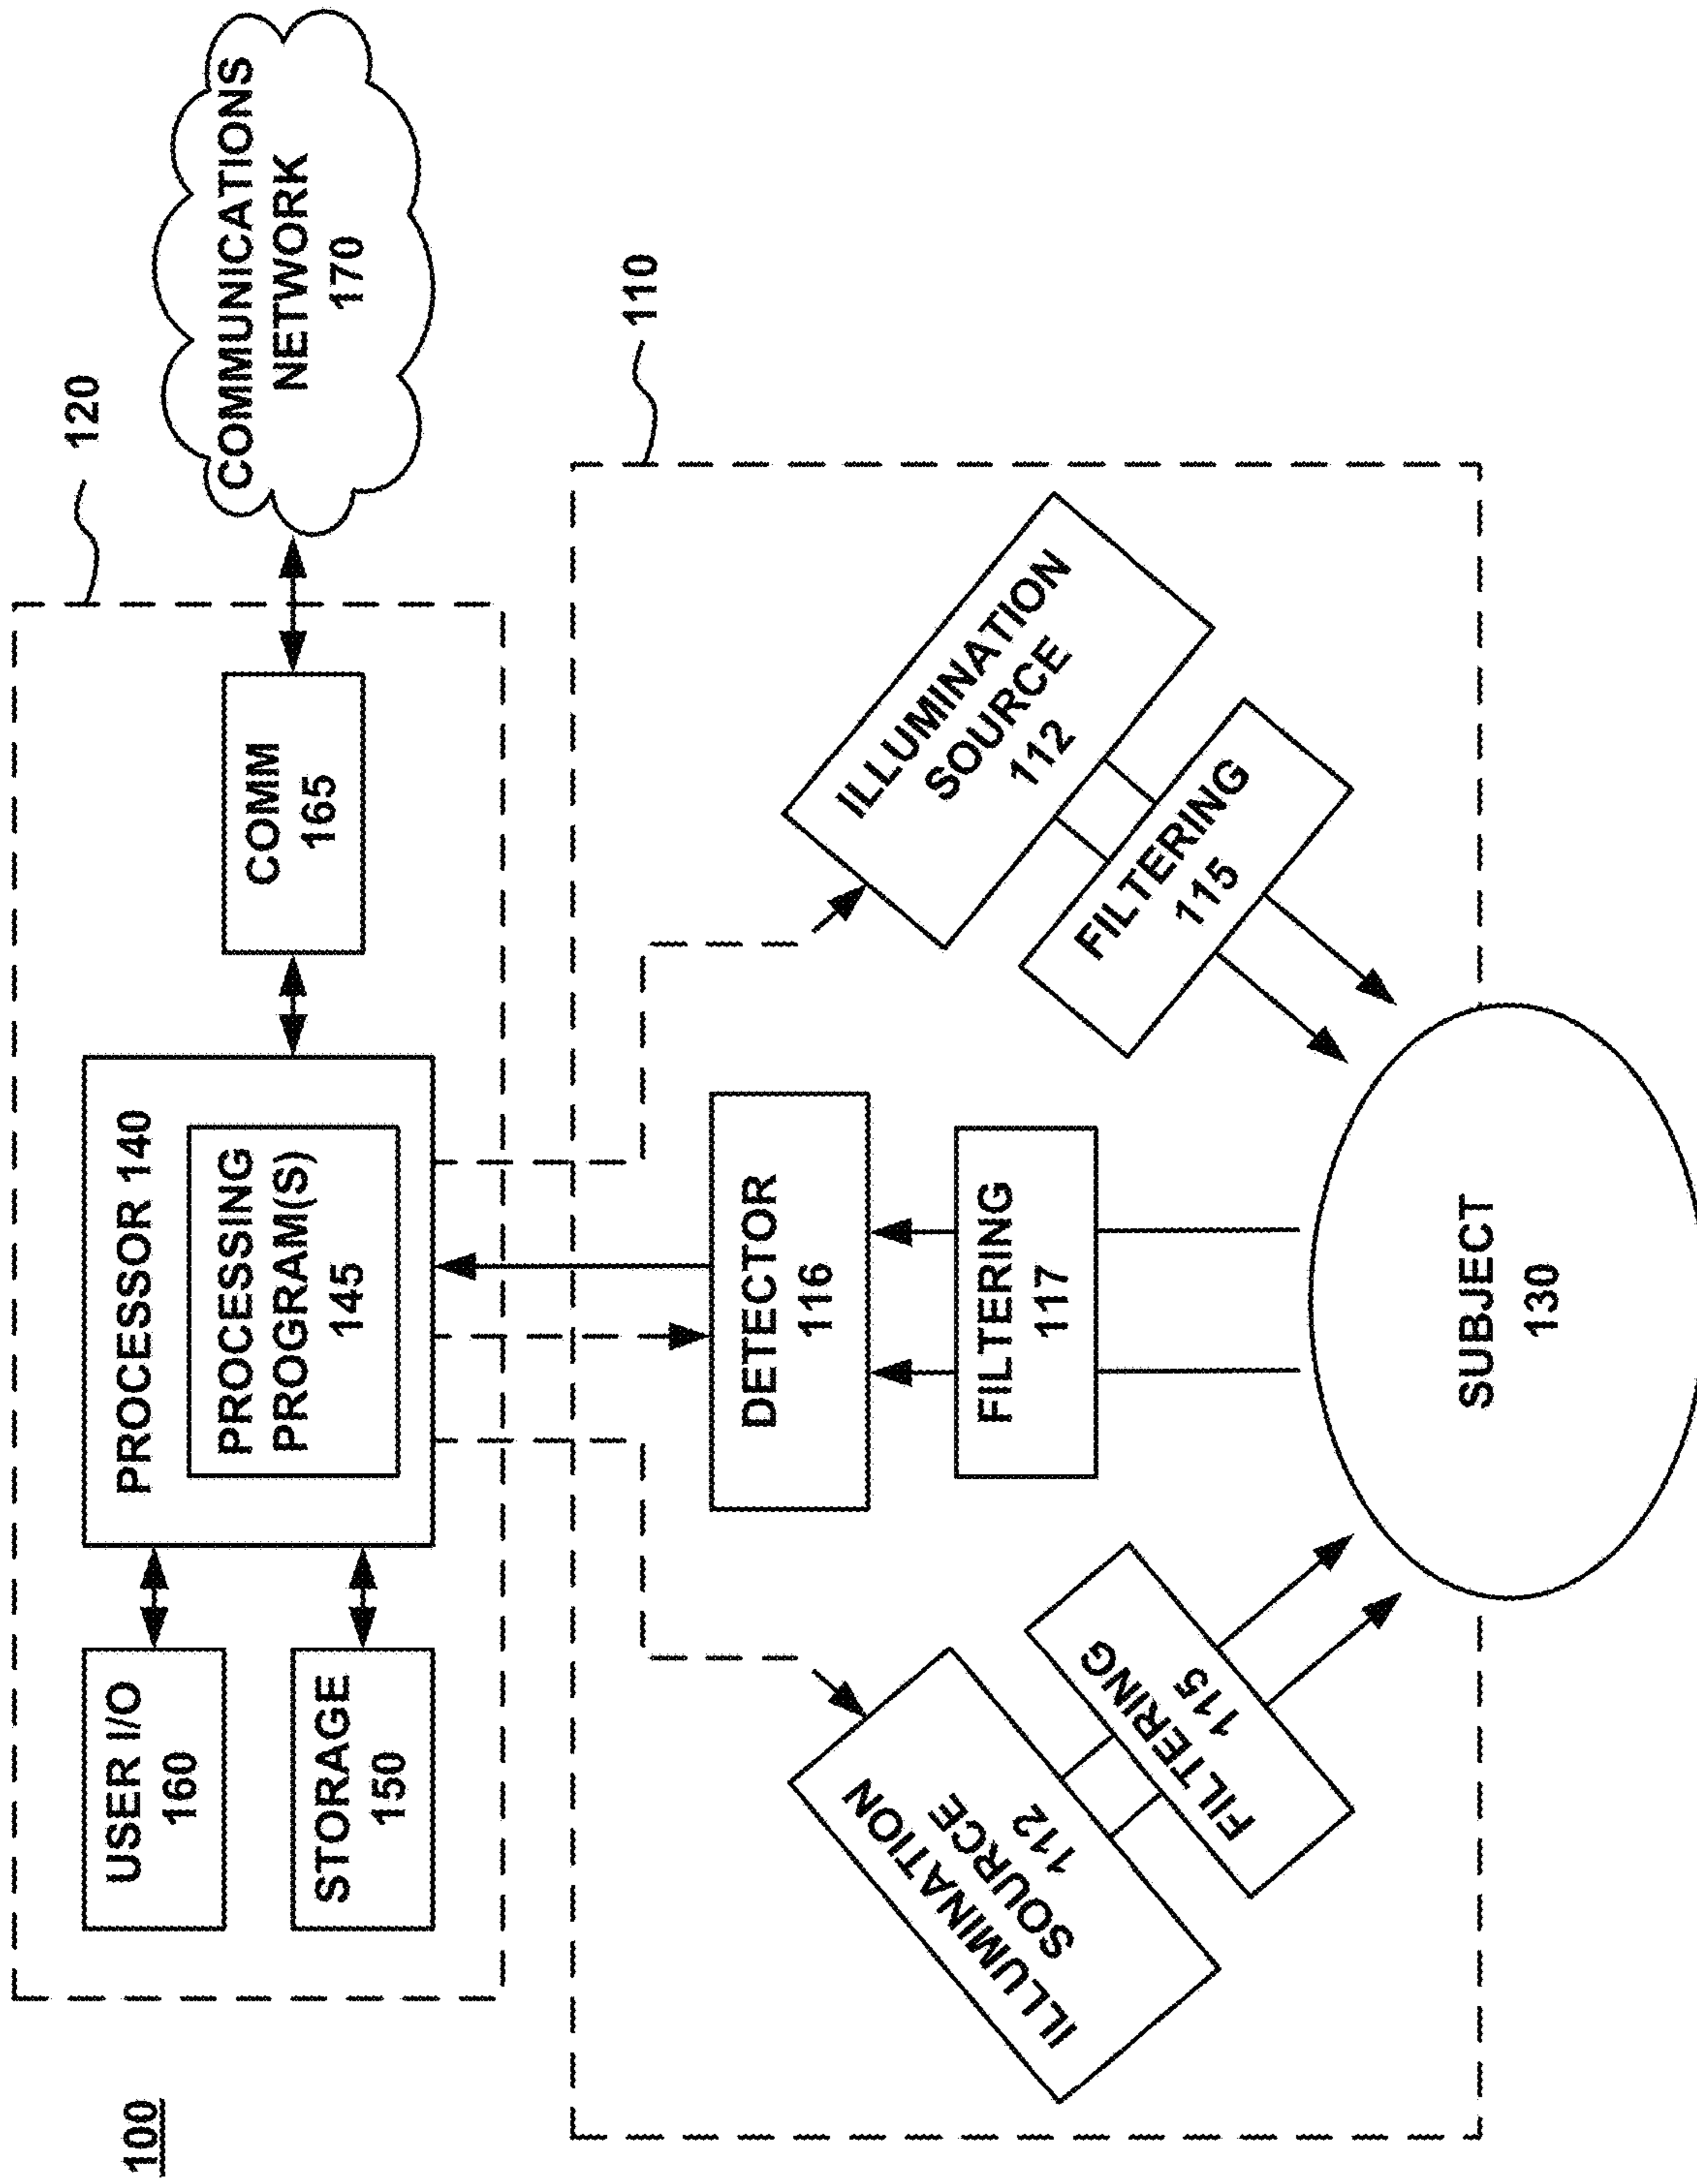 100
120
USER I/O
160
STORAGE
150
PROCESSOR 140
PROCESSING
PROGRAM(S)
145
COMM
165
COMMUNICATIONS
NETWORK
170
110
ILLUMINATION
SOURCE
112
FILTERING
115
DETECTOR
116
FILTERING
117
ILLUMINATION
SOURCE
112
FILTERING
115
SUBJECT
130